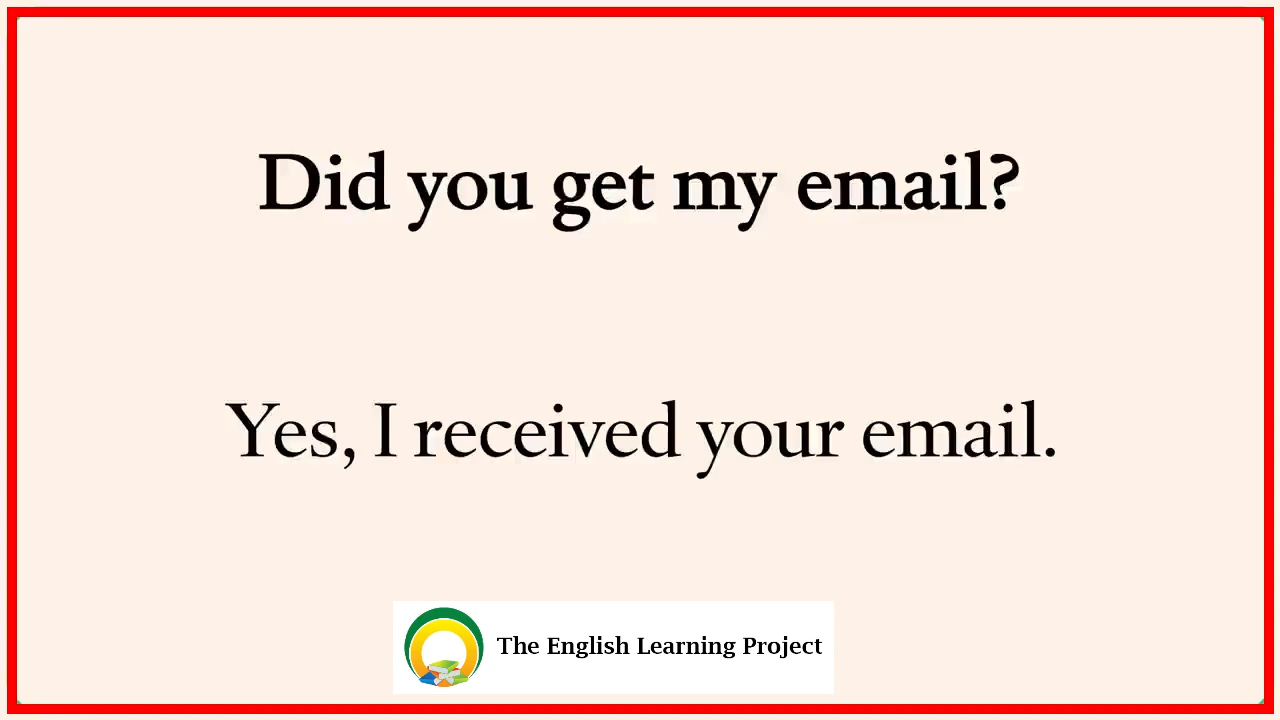 Did you get my email?
Yes, I received your email.
The English Learning Project